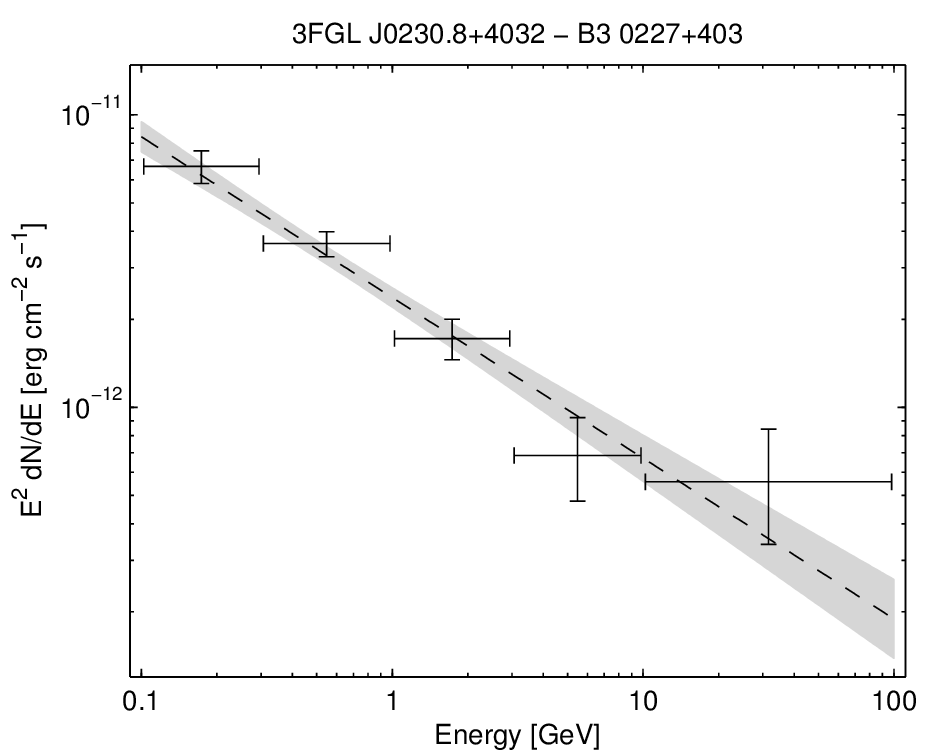 3FGL J0230.8+4032 − B3 0227+403
E² dN/dE [erg cm⁻² s⁻¹]
10⁻¹¹
10⁻¹²
0.1 1 10 100
Energy [GeV]